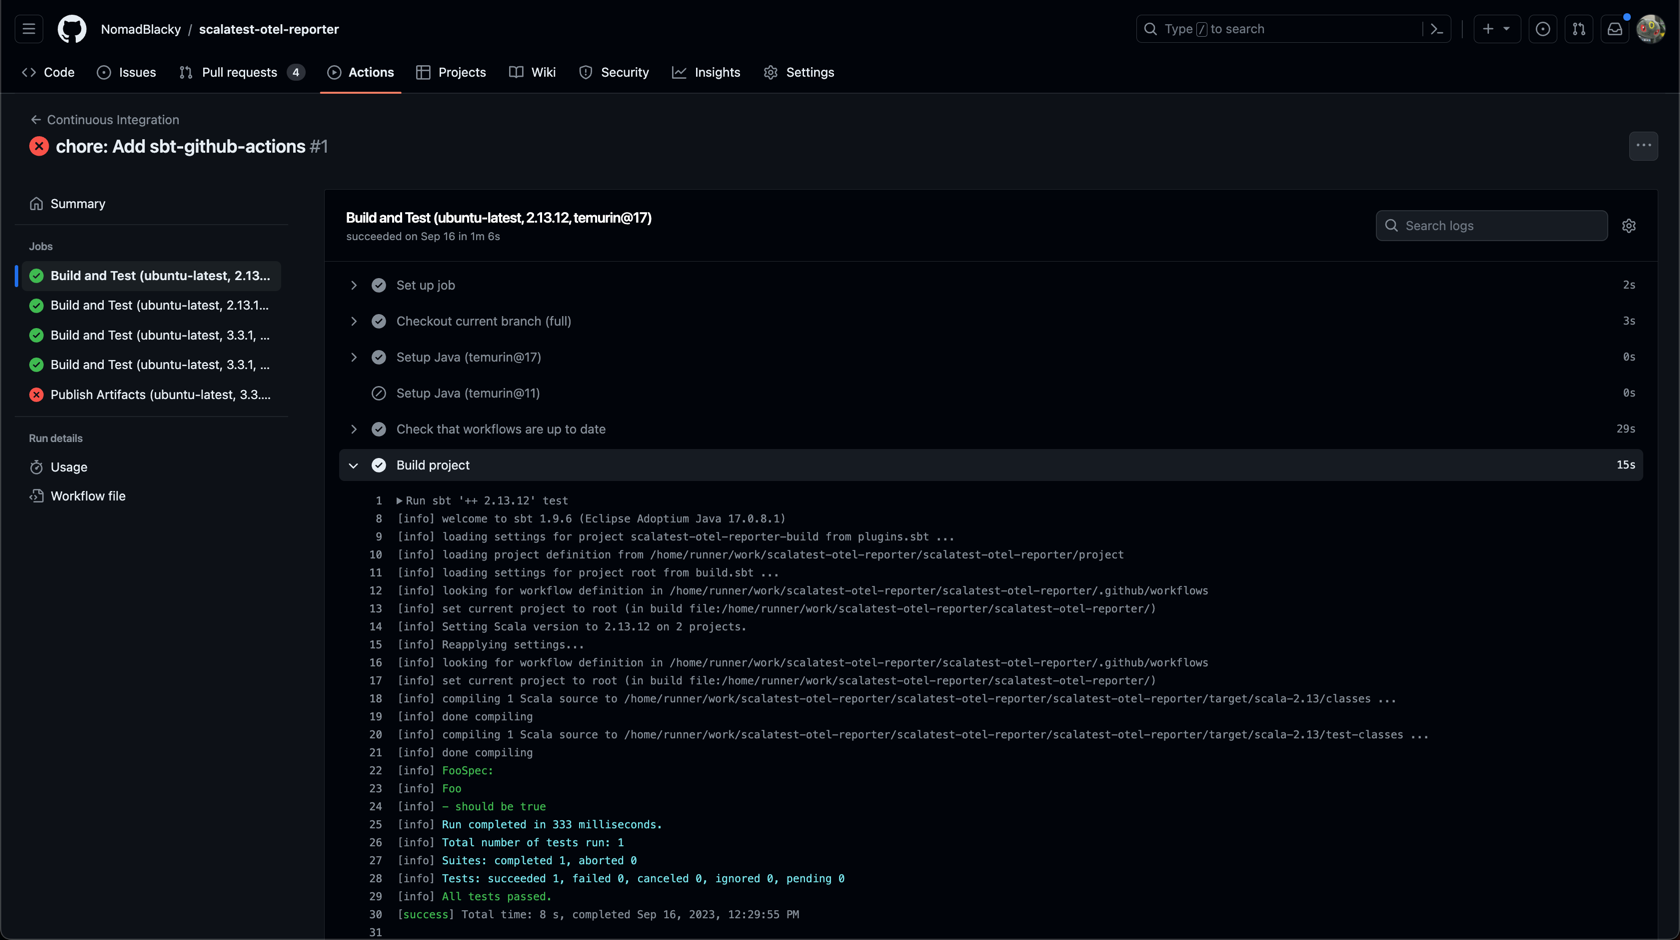 NomadBlacky / scalatest-otel-reporter
Type / to search
Code
Issues
Pull requests 4
Actions
Projects
Wiki
Security
Insights
Settings
← Continuous Integration
chore: Add sbt-github-actions #1
Summary
Jobs
Build and Test (ubuntu-latest, 2.13...
Build and Test (ubuntu-latest, 2.13.1...
Build and Test (ubuntu-latest, 3.3.1, ...
Build and Test (ubuntu-latest, 3.3.1, ...
Publish Artifacts (ubuntu-latest, 3.3....
Run details
Usage
Workflow file
Build and Test (ubuntu-latest, 2.13.12, temurin@17)
succeeded on Sep 16 in 1m 6s
Search logs
Set up job 2s
Checkout current branch (full) 3s
Setup Java (temurin@17) 0s
Setup Java (temurin@11) 0s
Check that workflows are up to date 29s
Build project 15s
1 ▶ Run sbt '++ 2.13.12' test
8 [info] welcome to sbt 1.9.6 (Eclipse Adoptium Java 17.0.8.1)
9 [info] loading settings for project scalatest-otel-reporter-build from plugins.sbt ...
10 [info] loading project definition from /home/runner/work/scalatest-otel-reporter/scalatest-otel-reporter/project
11 [info] loading settings for project root from build.sbt ...
12 [info] looking for workflow definition in /home/runner/work/scalatest-otel-reporter/scalatest-otel-reporter/.github/workflows
13 [info] set current project to root (in build file:/home/runner/work/scalatest-otel-reporter/scalatest-otel-reporter/)
14 [info] Setting Scala version to 2.13.12 on 2 projects.
15 [info] Reapplying settings...
16 [info] looking for workflow definition in /home/runner/work/scalatest-otel-reporter/scalatest-otel-reporter/.github/workflows
17 [info] set current project to root (in build file:/home/runner/work/scalatest-otel-reporter/scalatest-otel-reporter/)
18 [info] compiling 1 Scala source to /home/runner/work/scalatest-otel-reporter/scalatest-otel-reporter/scalatest-otel-reporter/target/scala-2.13/classes ...
19 [info] done compiling
20 [info] compiling 1 Scala source to /home/runner/work/scalatest-otel-reporter/scalatest-otel-reporter/scalatest-otel-reporter/target/scala-2.13/test-classes ...
21 [info] done compiling
22 [info] FooSpec:
23 [info] Foo
24 [info] - should be true
25 [info] Run completed in 333 milliseconds.
26 [info] Total number of tests run: 1
27 [info] Suites: completed 1, aborted 0
28 [info] Tests: succeeded 1, failed 0, canceled 0, ignored 0, pending 0
29 [info] All tests passed.
30 [success] Total time: 8 s, completed Sep 16, 2023, 12:29:55 PM
31